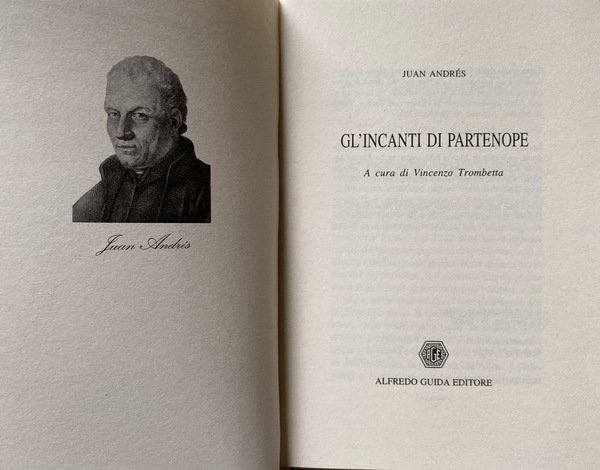 Juan Andrés
JUAN ANDRÉS
GL'INCANTI DI PARTENOPE
A cura di Vincenzo Trombetta
AGE
ALFREDO GUIDA EDITORE